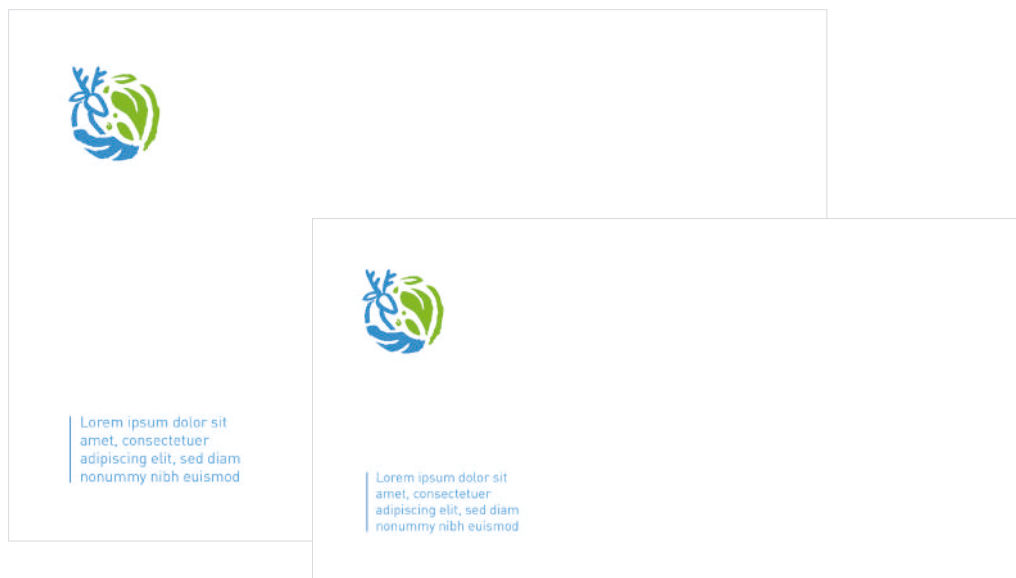 Lorem ipsum dolor sit
amet, consectetuer
adipiscing elit, sed diam
nonummy nibh euismod
Lorem ipsum dolor sit
amet, consectetuer
adipiscing elit, sed diam
nonummy nibh euismod